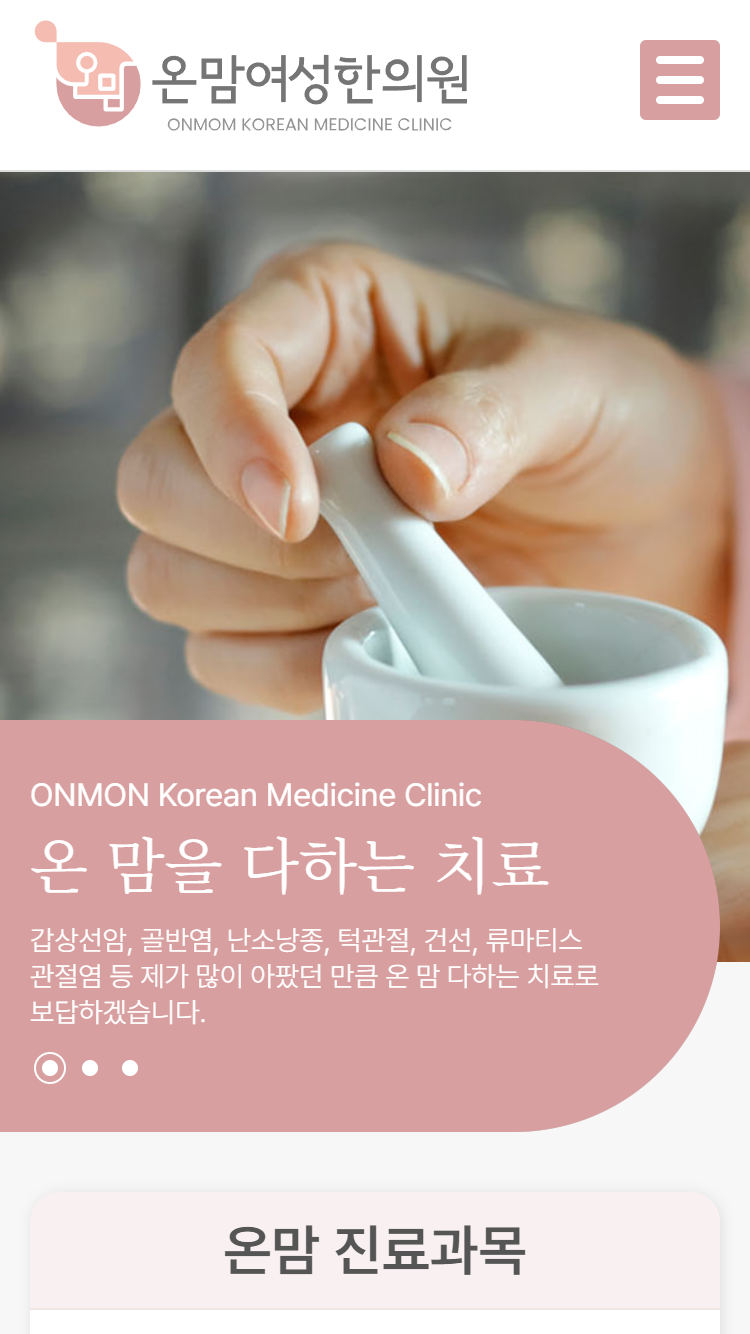 온맘
온맘여성한의원
ONMOM KOREAN MEDICINE CLINIC
ONMON Korean Medicine Clinic
온 맘을 다하는 치료
갑상선암, 골반염, 난소낭종, 턱관절, 건선, 류마티스
관절염 등 제가 많이 아팠던 만큼 온 맘 다하는 치료로
보답하겠습니다.
온맘 진료과목